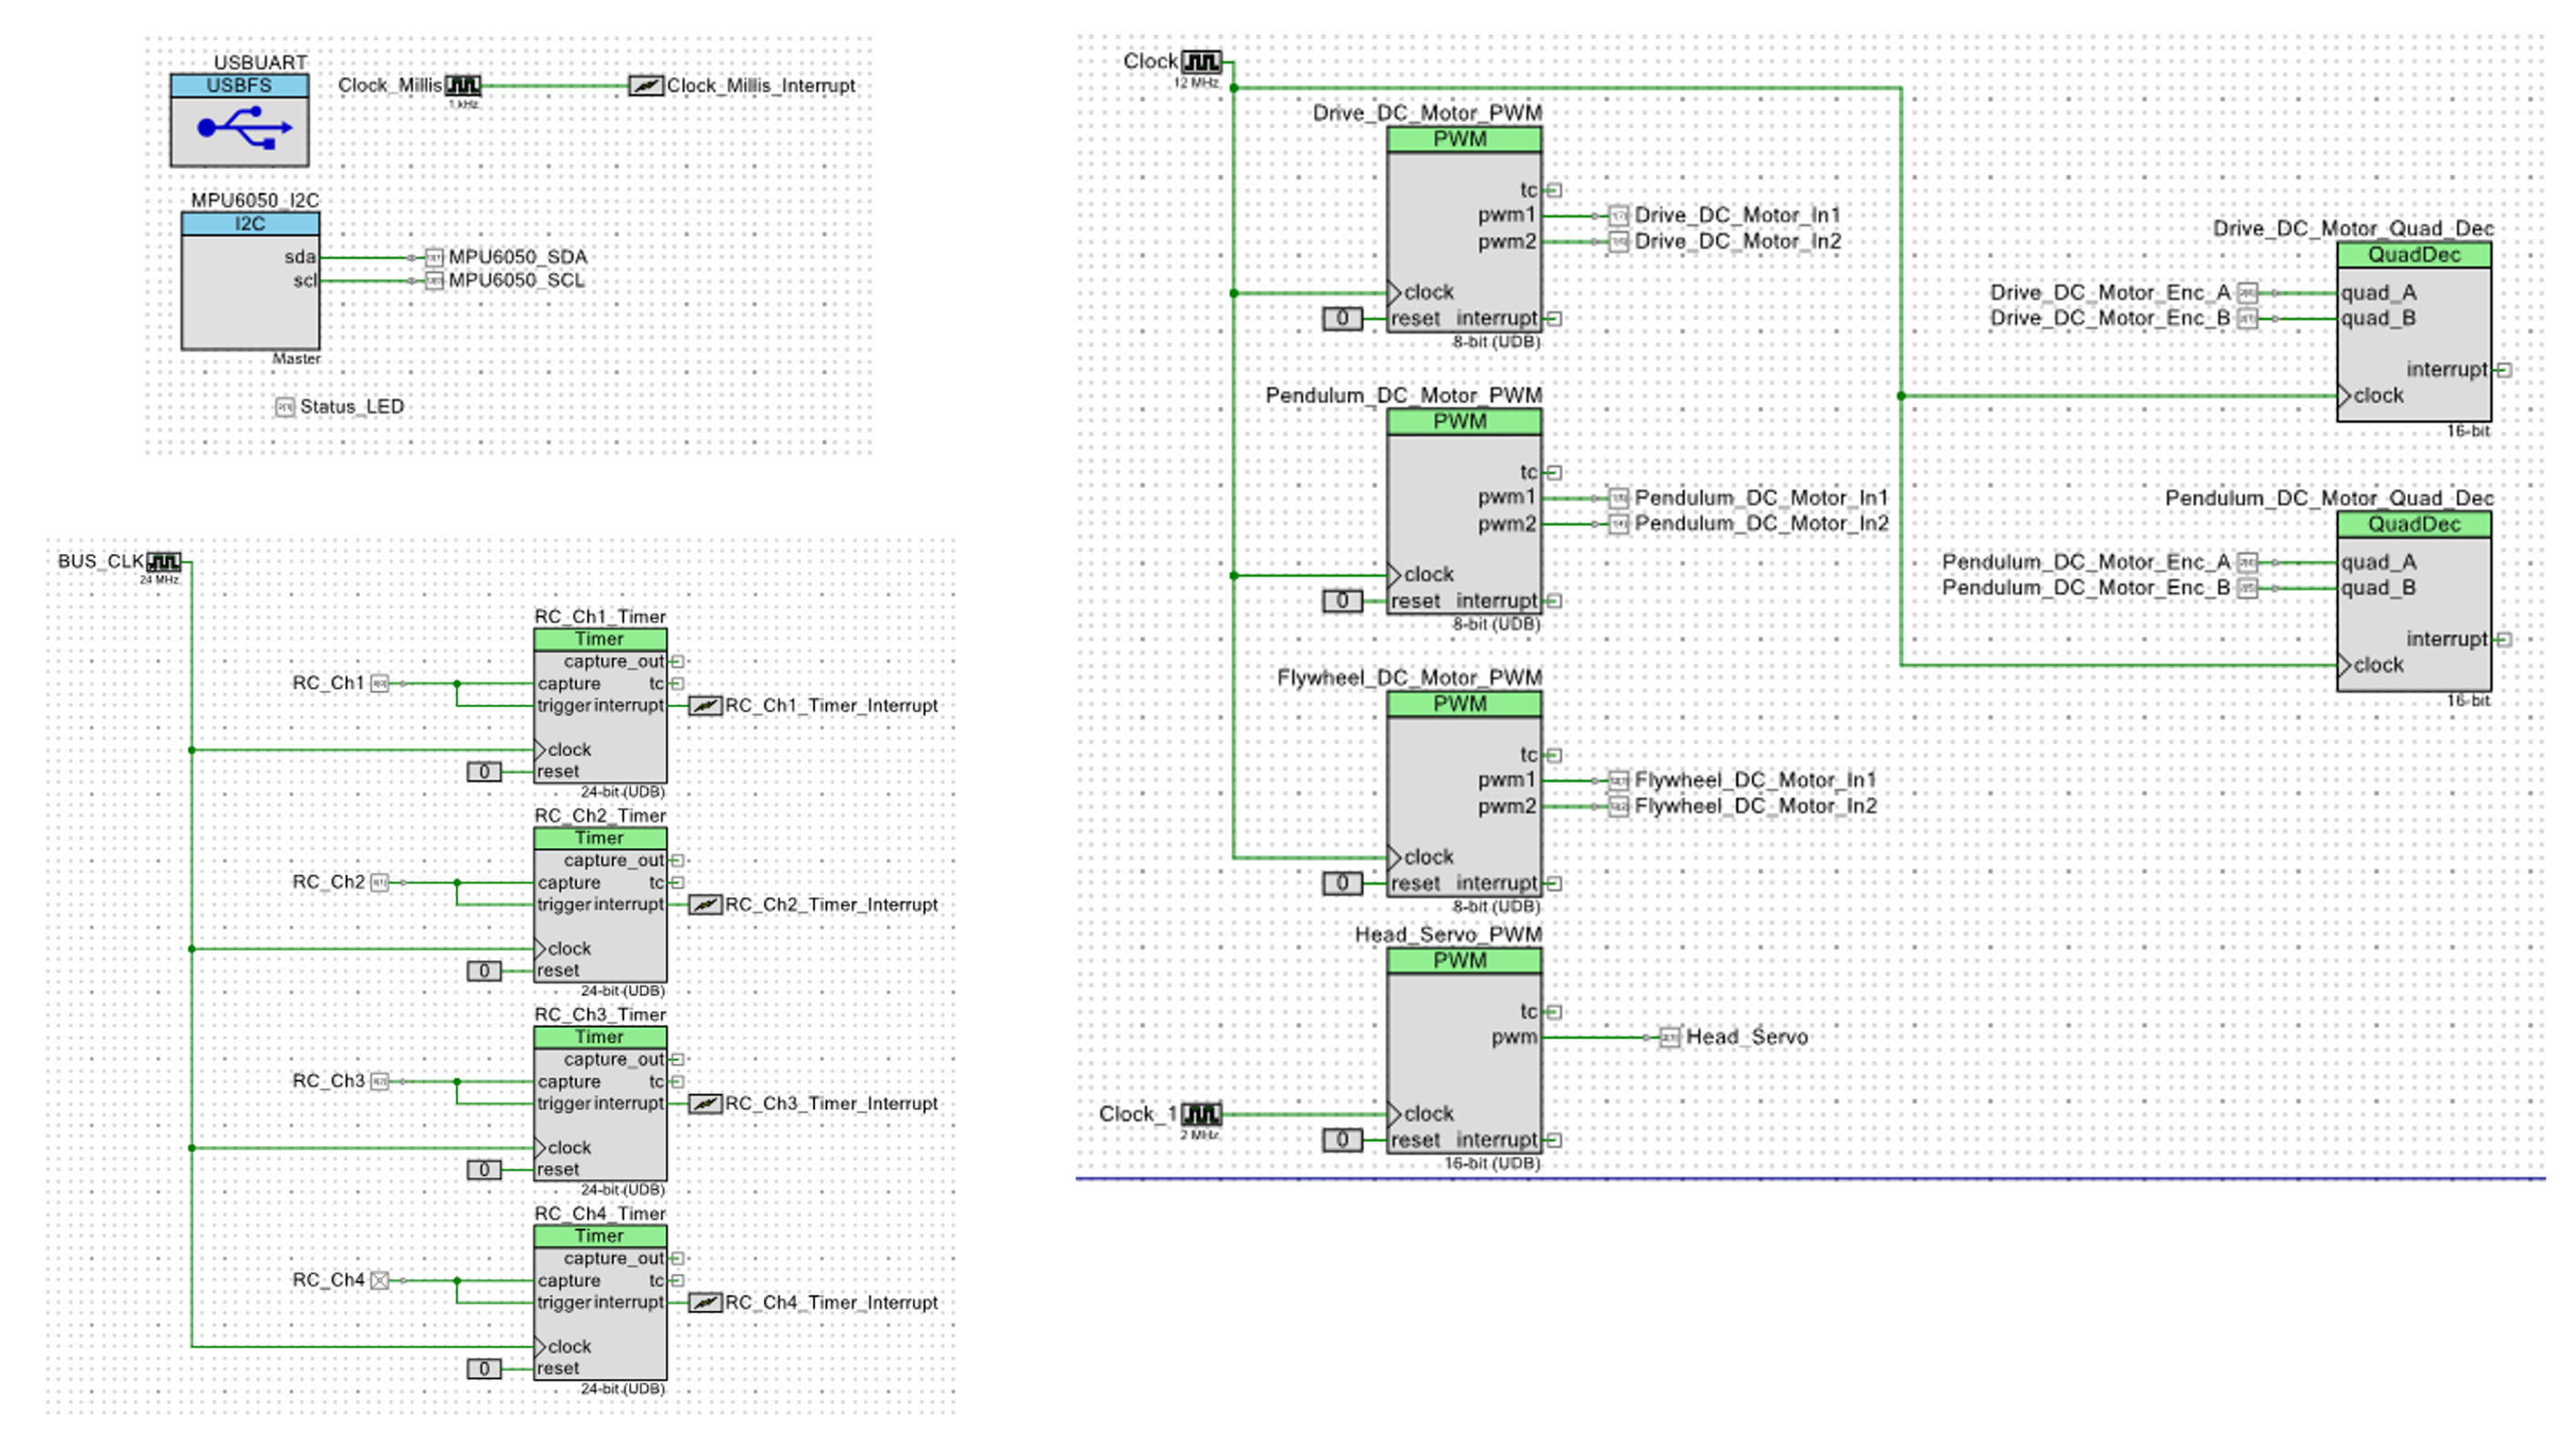 USBUART
USBFS
Clock_Millis
1 kHz
Clock_Millis_Interrupt
MPU6050_I2C
I2C
sda
MPU6050_SDA
scl
MPU6050_SCL
Master
Status_LED
BUS_CLK
24 MHz
RC_Ch1_Timer
Timer
capture_out
RC_Ch1
capture tc
trigger interrupt
RC_Ch1_Timer_Interrupt
clock
0
reset
24-bit (UDB)
RC_Ch2_Timer
Timer
capture_out
RC_Ch2
capture tc
trigger interrupt
RC_Ch2_Timer_Interrupt
clock
0
reset
24-bit (UDB)
RC_Ch3_Timer
Timer
capture_out
RC_Ch3
capture tc
trigger interrupt
RC_Ch3_Timer_Interrupt
clock
0
reset
24-bit (UDB)
RC_Ch4_Timer
Timer
capture_out
RC_Ch4
capture tc
trigger interrupt
RC_Ch4_Timer_Interrupt
clock
0
reset
24-bit (UDB)
Clock
12 MHz
Drive_DC_Motor_PWM
PWM
tc
pwm1
Drive_DC_Motor_In1
pwm2
Drive_DC_Motor_In2
clock
0
reset interrupt
8-bit (UDB)
Pendulum_DC_Motor_PWM
PWM
tc
pwm1
Pendulum_DC_Motor_In1
pwm2
Pendulum_DC_Motor_In2
clock
0
reset interrupt
8-bit (UDB)
Flywheel_DC_Motor_PWM
PWM
tc
pwm1
Flywheel_DC_Motor_In1
pwm2
Flywheel_DC_Motor_In2
clock
0
reset interrupt
8-bit (UDB)
Head_Servo_PWM
PWM
tc
pwm
Head_Servo
Clock_1
2 MHz
clock
0
reset interrupt
16-bit (UDB)
Drive_DC_Motor_Quad_Dec
QuadDec
Drive_DC_Motor_Enc_A
quad_A
Drive_DC_Motor_Enc_B
quad_B
interrupt
clock
16-bit
Pendulum_DC_Motor_Quad_Dec
QuadDec
Pendulum_DC_Motor_Enc_A
quad_A
Pendulum_DC_Motor_Enc_B
quad_B
interrupt
clock
16-bit